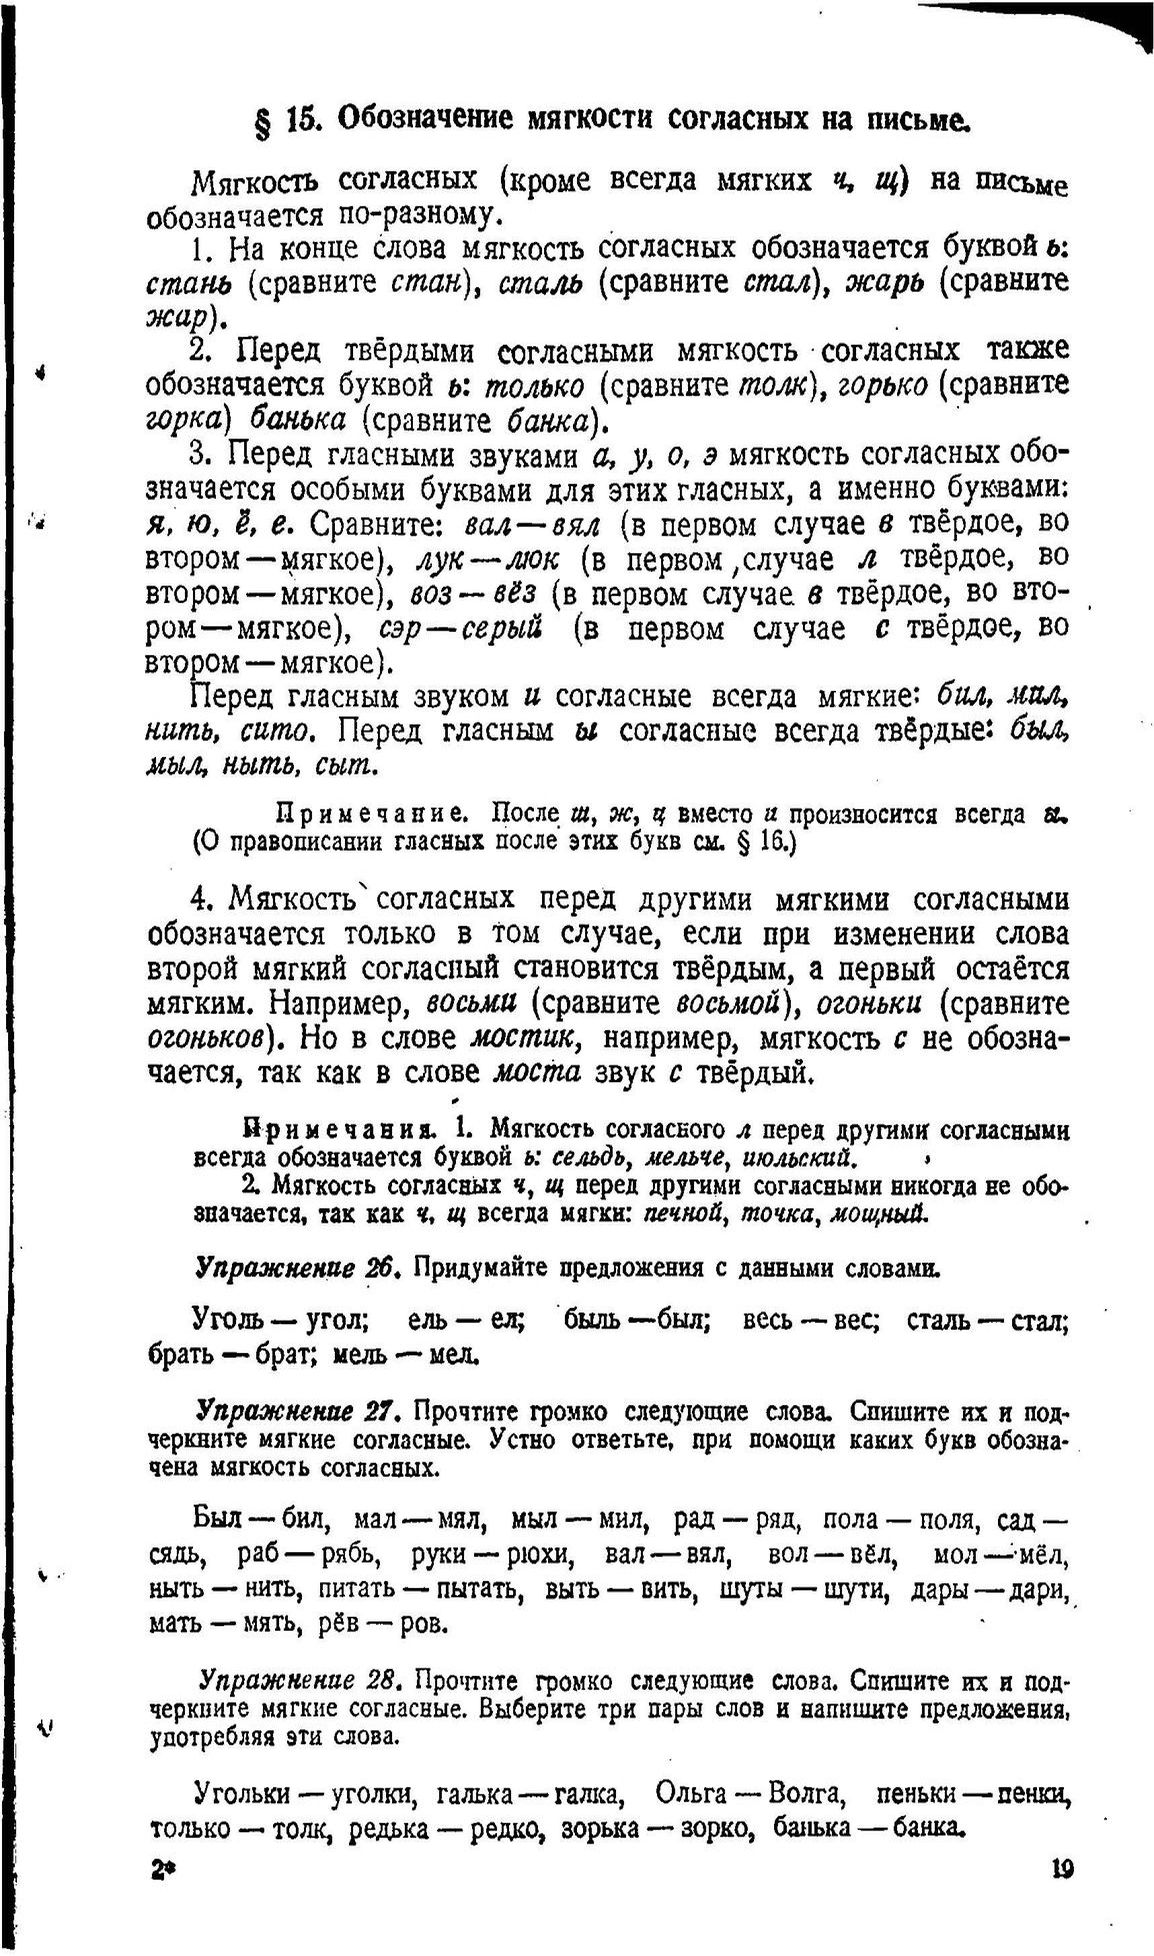 § 15. Обозначение мягкости согласных на письме.
Мягкость согласных (кроме всегда мягких ч, щ) на письме
обозначается по-разному.
1. На конце слова мягкость согласных обозначается буквой ь:
стань (сравните стан), сталь (сравните стал), жарь (сравните
жар).
2. Перед твёрдыми согласными мягкость согласных также
обозначается буквой ь: только (сравните толк), горько (сравните
горка) банька (сравните банка).
3. Перед гласными звуками а, у, о, э мягкость согласных обо-
значается особыми буквами для этих гласных, а именно буквами:
я, ю, ё, е. Сравните: вал — вял (в первом случае в твёрдое, во
втором — мягкое), лук — люк (в первом случае л твёрдое, во
втором — мягкое), воз — вёз (в первом случае в твёрдое, во вто-
ром — мягкое), сэр — серый (в первом случае с твёрдое, во
втором — мягкое).
Перед гласным звуком и согласные всегда мягкие: бил, мил,
нить, сито. Перед гласным ы согласные всегда твёрдые: был,
мыл, ныть, сыт.
Примечание. После ш, ж, ц вместо и произносится всегда ы.
(О правописании гласных после этих букв см. § 16.)
4. Мягкость согласных перед другими мягкими согласными
обозначается только в том случае, если при изменении слова
второй мягкий согласный становится твёрдым, а первый остаётся
мягким. Например, восьми (сравните восьмой), огоньки (сравните
огоньков). Но в слове мостик, например, мягкость с не обозна-
чается, так как в слове моста звук с твёрдый.
Примечания. 1. Мягкость согласного л перед другими согласными
всегда обозначается буквой ь: сельдь, мельче, июльский.
2. Мягкость согласных ч, щ перед другими согласными никогда не обо-
значается, так как ч, щ всегда мягки: печной, точка, мощный.
Упражнение 26. Придумайте предложения с данными словами.
Уголь — угол; ель — ел; быль — был; весь — вес; сталь — стал;
брать — брат; мель — мел.
Упражнение 27. Прочтите громко следующие слова. Спишите их и под-
черкните мягкие согласные. Устно ответьте, при помощи каких букв обозна-
чена мягкость согласных.
Был — бил, мал — мял, мыл — мил, рад — ряд, пола — поля, сад —
сядь, раб — рябь, руки — рюхи, вал — вял, вол — вёл, мол — мёл,
ныть — нить, питать — пытать, выть — вить, шуты — шути, дары — дари,
мать — мять, рёв — ров.
Упражнение 28. Прочтите громко следующие слова. Спишите их и под-
черкните мягкие согласные. Выберите три пары слов и напишите предложения,
употребляя эти слова.
Угольки — уголки, галька — галка, Ольга — Волга, пеньки — пенки,
только — толк, редька — редко, зорька — зорко, банька — банка.
2* 19